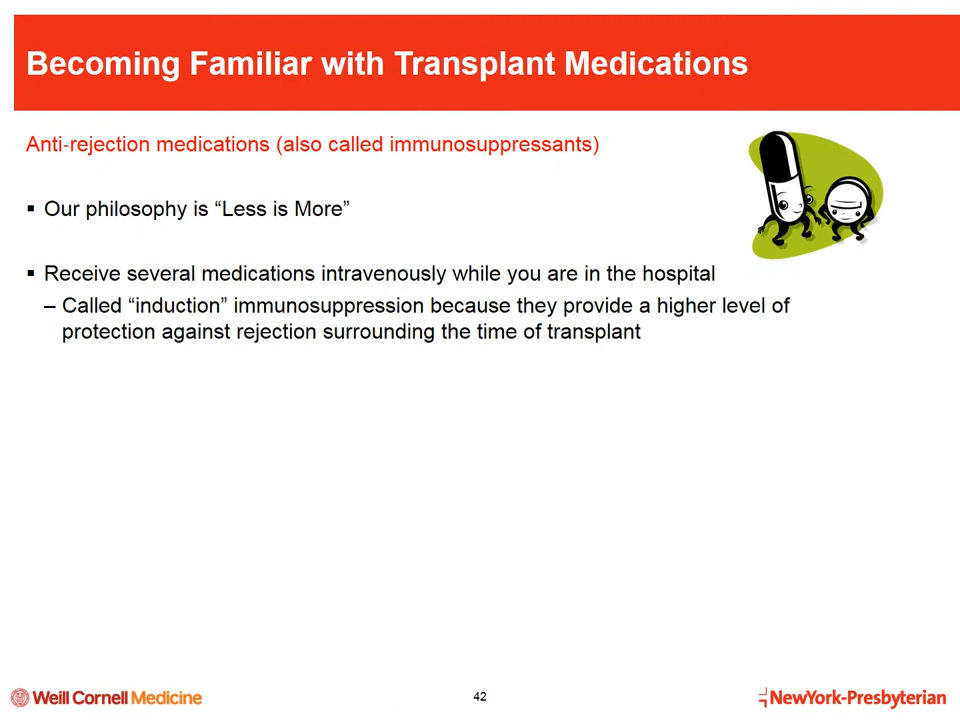 Becoming Familiar with Transplant Medications
Anti-rejection medications (also called immunosuppressants)
▪ Our philosophy is “Less is More”
▪ Receive several medications intravenously while you are in the hospital
– Called “induction” immunosuppression because they provide a higher level of
protection against rejection surrounding the time of transplant
Weill Cornell Medicine
42
NewYork-Presbyterian